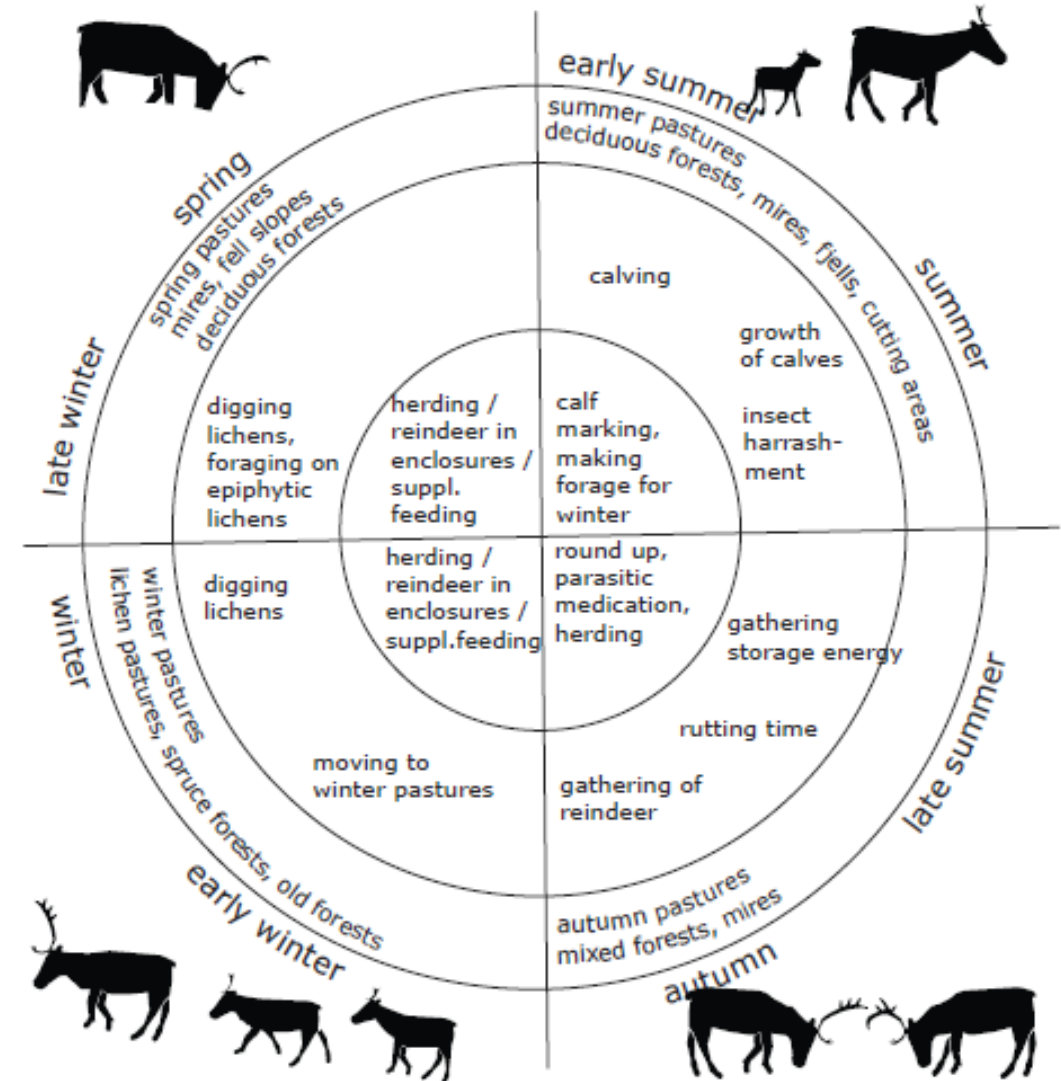 early summer
summer pastures
deciduous forests, mires, fjells, cutting areas
summer
calving
growth
of calves
insect
harrash-
ment
calf
marking,
making
forage for
winter
round up,
parasitic
medication,
herding
gathering
storage energy
rutting time
gathering of
reindeer
late summer
autumn pastures
mixed forests, mires
autumn
early winter
winter pastures
lichen pastures, spruce forests, old forests
winter
moving to
winter pastures
digging
lichens
herding /
reindeer in
enclosures /
suppl.feeding
late winter
spring
spring pastures
mires, fell slopes
deciduous forests
digging
lichens,
foraging on
epiphytic
lichens
herding /
reindeer in
enclosures /
suppl.
feeding